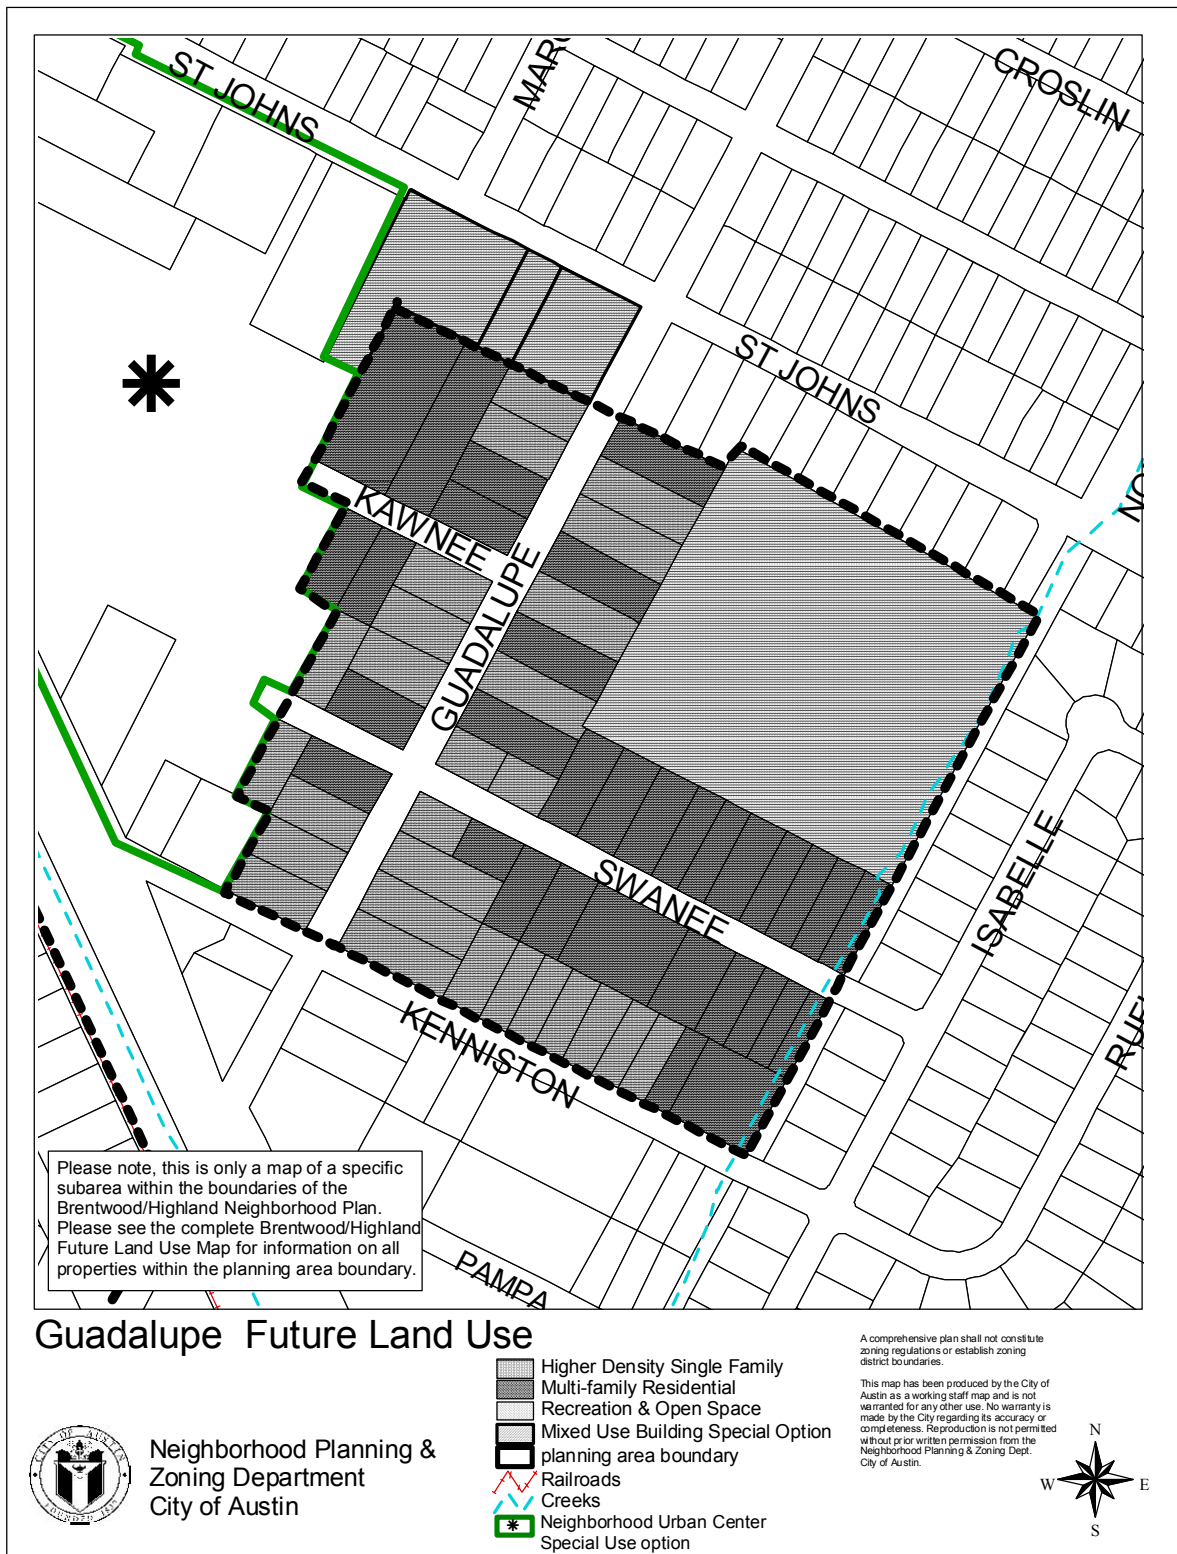 ST JOHNS
CROSLIN
ST JOHNS
KAWNEE
GUADALUPE
SWANEE
ISABELLE
KENNISTON
PAMPA
Please note, this is only a map of a specific
subarea within the boundaries of the
Brentwood/Highland Neighborhood Plan.
Please see the complete Brentwood/Highland
Future Land Use Map for information on all
properties within the planning area boundary.
Guadalupe Future Land Use
Higher Density Single Family
Multi-family Residential
Recreation & Open Space
Mixed Use Building Special Option
planning area boundary
Railroads
Creeks
Neighborhood Urban Center
Special Use option
A comprehensive plan shall not constitute
zoning regulations or establish zoning
district boundaries.
This map has been produced by the City of
Austin as a working staff map and is not
warranted for any other use. No warranty is
made by the City regarding its accuracy or
completeness. Reproduction is not permitted
without prior written permission from the
Neighborhood Planning & Zoning Dept.
City of Austin.
CITY OF AUSTIN
FOUNDED 1839
Neighborhood Planning &
Zoning Department
City of Austin
N
W
E
S